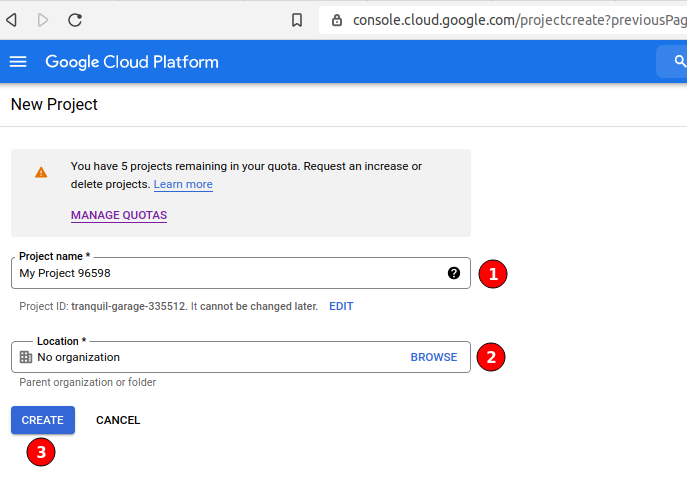 console.cloud.google.com/projectcreate?previousPag
Google Cloud Platform
New Project
You have 5 projects remaining in your quota. Request an increase or
delete projects. Learn more
MANAGE QUOTAS
Project name *
My Project 96598
1
Project ID: tranquil-garage-335512. It cannot be changed later. EDIT
Location *
No organization BROWSE
2
Parent organization or folder
CREATE CANCEL
3